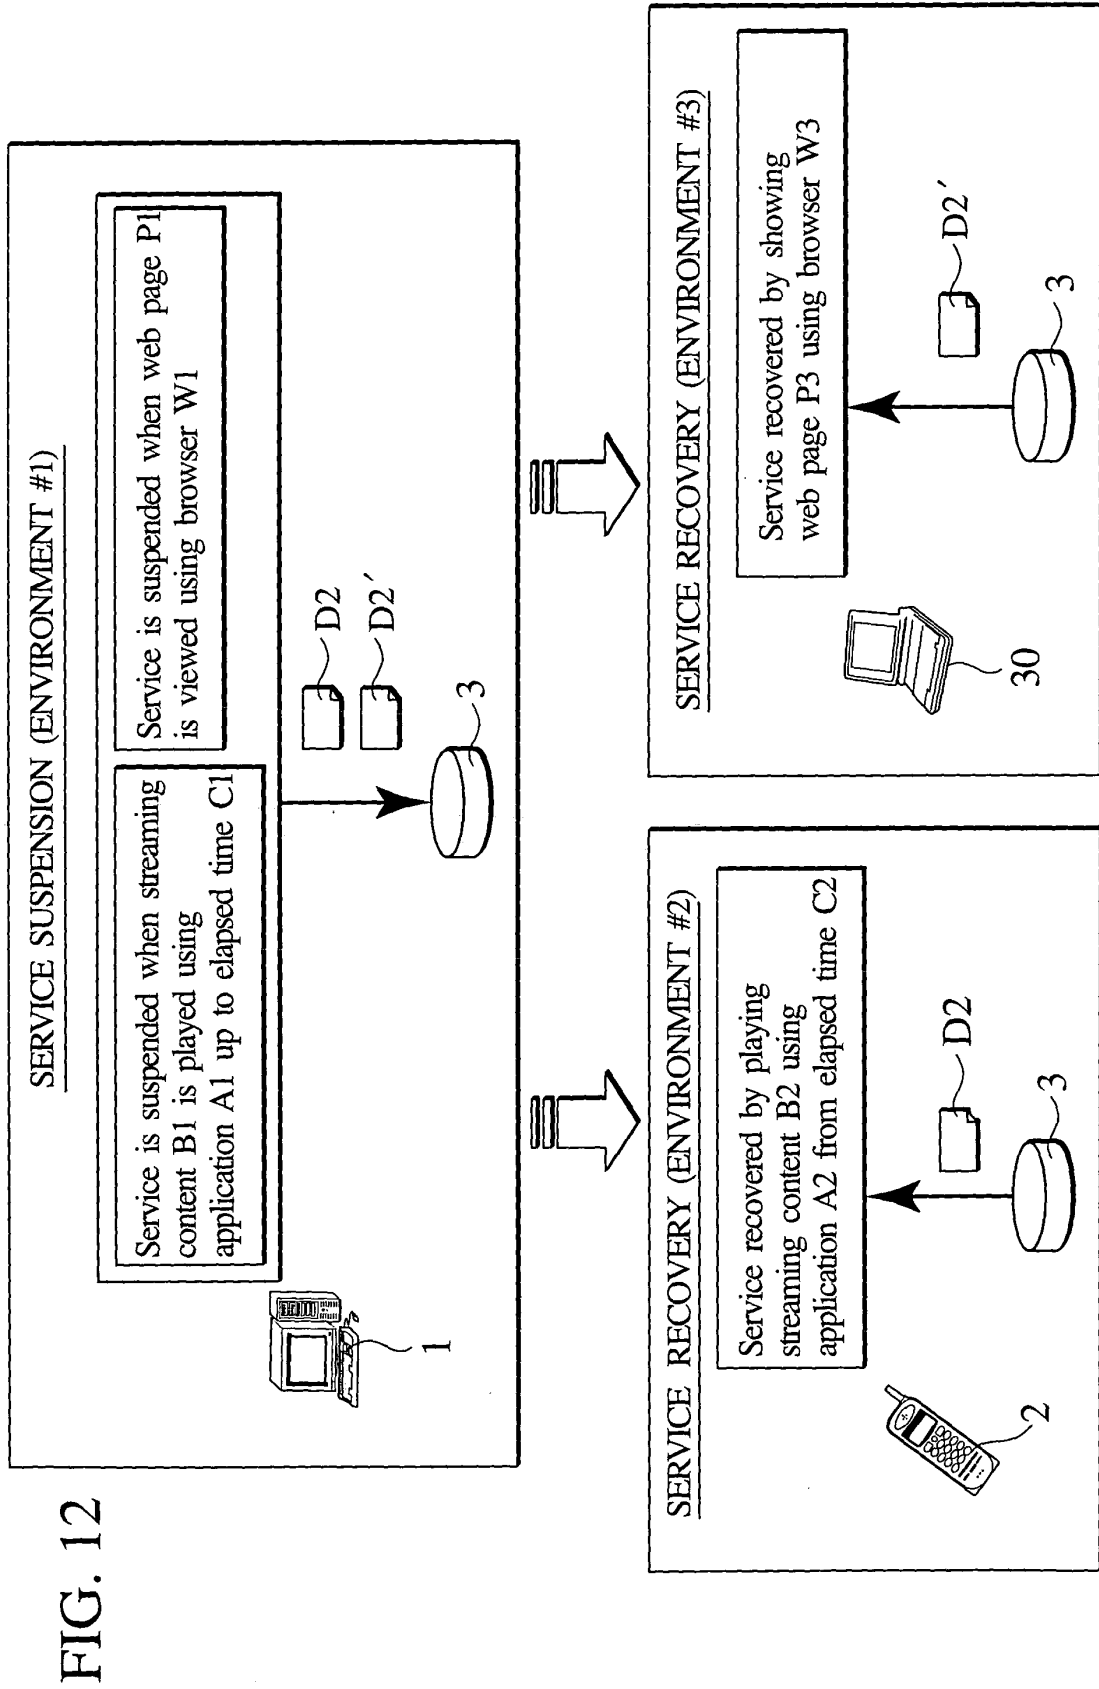 FIG. 12
SERVICE SUSPENSION (ENVIRONMENT #1)
Service is suspended when streaming
content B1 is played using
application A1 up to elapsed time C1
Service is suspended when web page P1
is viewed using browser W1
D2
D2′
3
1
SERVICE RECOVERY (ENVIRONMENT #2)
Service recovered by playing
streaming content B2 using
application A2 from elapsed time C2
D2
3
2
SERVICE RECOVERY (ENVIRONMENT #3)
Service recovered by showing
web page P3 using browser W3
D2′
3
30